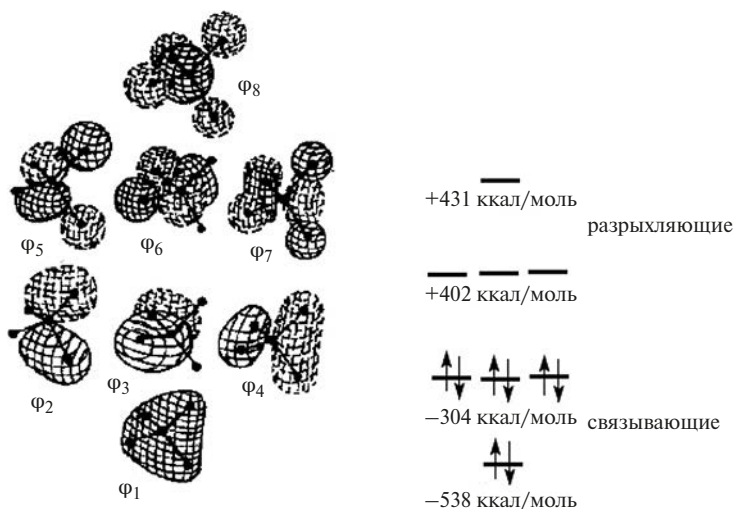 φ8
φ5
φ6
φ7
φ2
φ3
φ4
φ1
+431 ккал/моль
разрыхляющие
+402 ккал/моль
−304 ккал/моль
связывающие
−538 ккал/моль